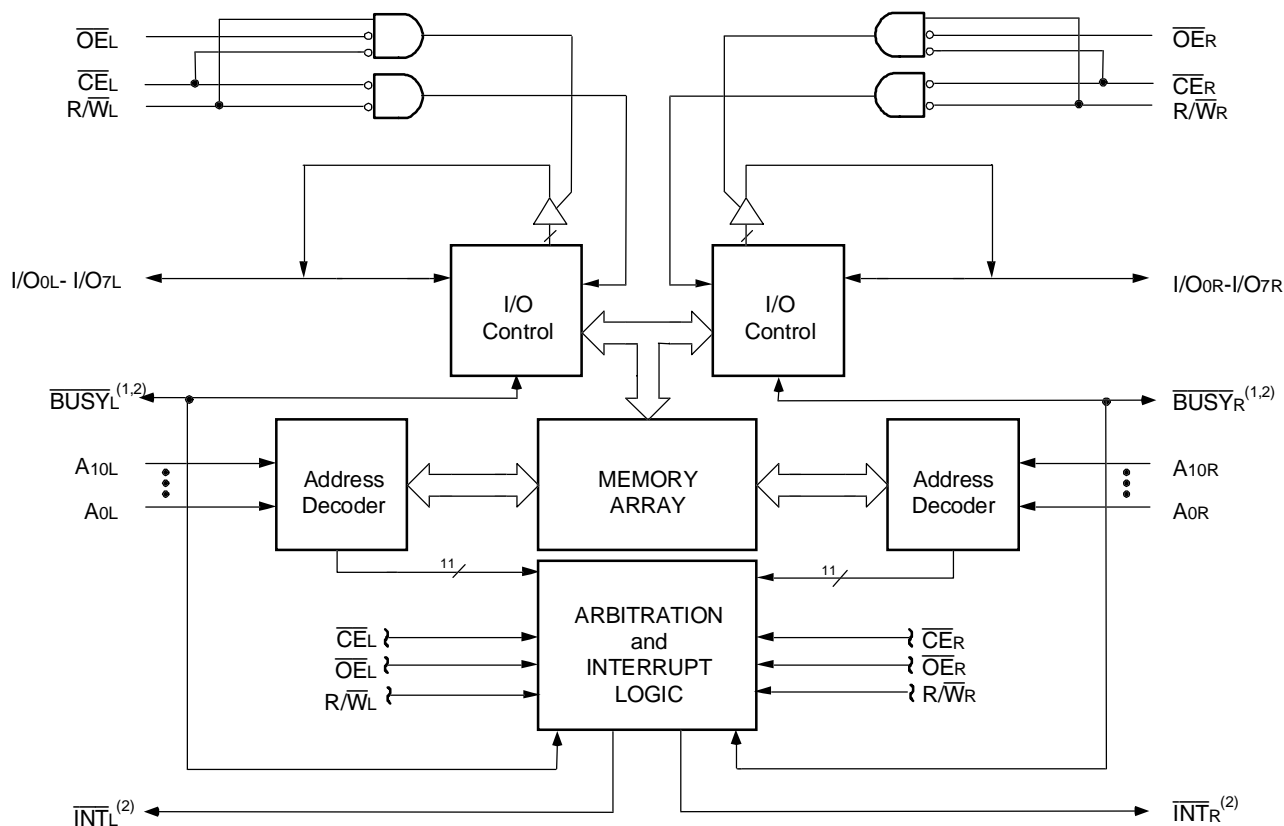 OEL
OER
CEL
CER
R/WL
R/WR
I/O0L- I/O7L
I/O
Control
I/O
Control
I/O0R-I/O7R
BUSYL(1,2)
BUSYR(1,2)
A10L
A0L
Address
Decoder
MEMORY
ARRAY
Address
Decoder
A10R
A0R
11
11
ARBITRATION
and
INTERRUPT
LOGIC
CEL
OEL
R/WL
CER
OER
R/WR
INTL(2)
INTR(2)